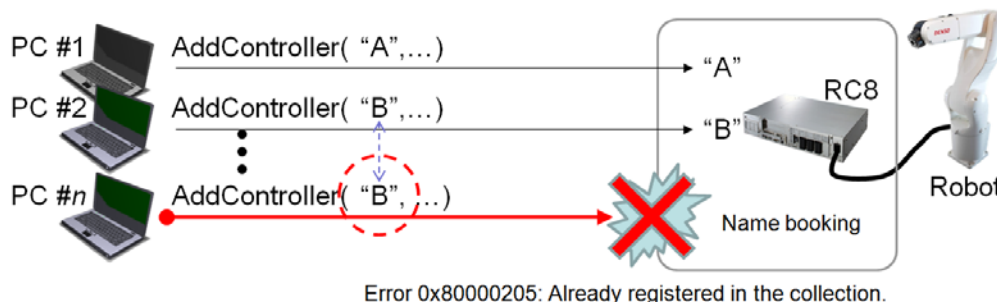 PC #1 AddController( “A”,…)
“A”
RC8
PC #2 AddController( “B”,…)
“B”
PC #n AddController( “B”, …)
Robot
Name booking
Error 0x80000205: Already registered in the collection.